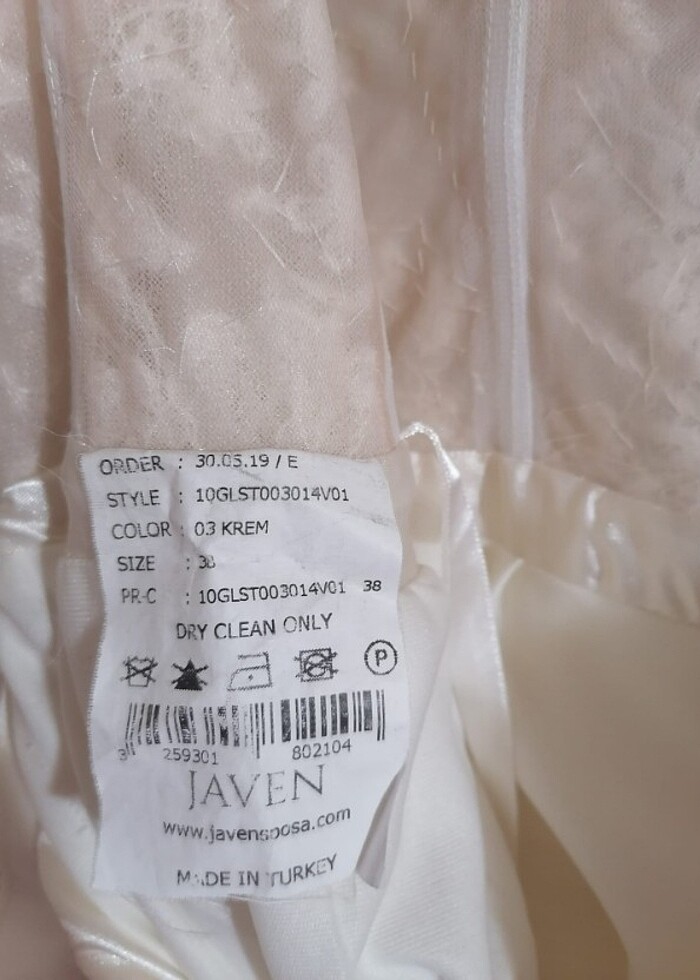 ORDER : 30.05.19 / E
STYLE : 10GLST003014V01
COLOR : 03 KREM
SIZE : 38
PR-C : 10GLST003014V01 38
DRY CLEAN ONLY
P
3 259301 802104
JAVEN
www.javensposa.com
MADE IN TURKEY